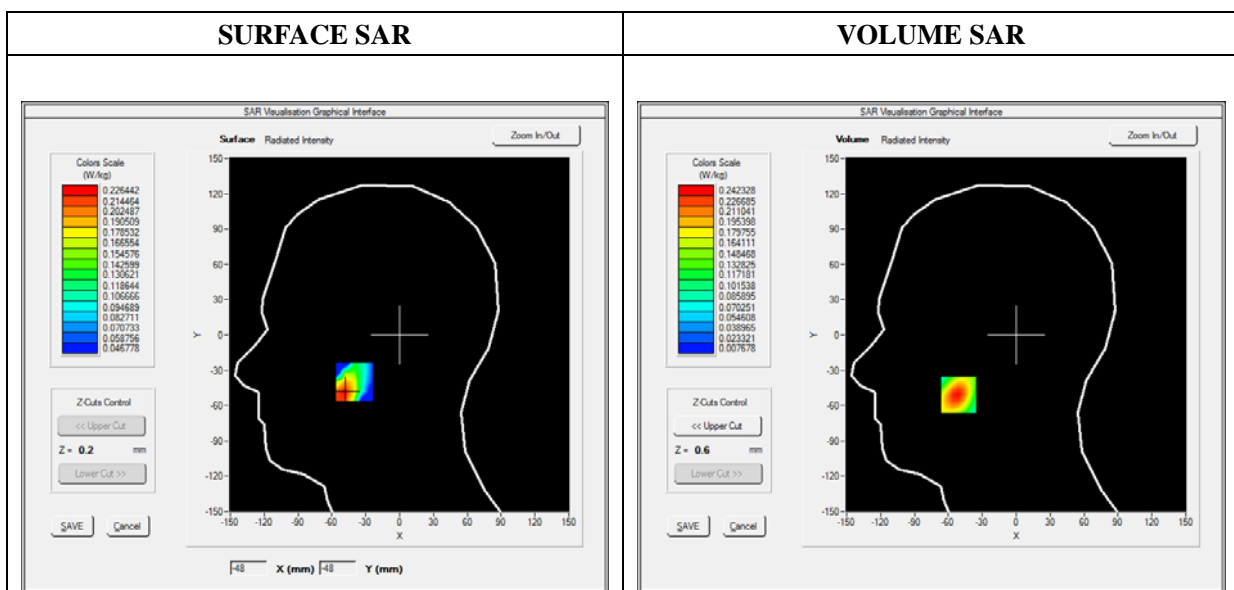 SURFACE SAR
SAR Visualisation Graphical Interface
Surface Radiated Intensity
Zoom In/Out
Colors Scale
(W/kg)
0.226442
0.214464
0.202487
0.190509
0.178532
0.166554
0.154576
0.142599
0.130621
0.118644
0.106666
0.094689
0.082711
0.070733
0.058756
0.046778
Z-Cuts Control
<< Upper Cut
Z = 0.2 mm
Lower Cut >>
SAVE Cancel
150
120
90
60
30
0
-30
-60
-90
-120
-150
Y
-150 -120 -90 -60 -30 0 30 60 90 120 150
X
-48 X (mm) -48 Y (mm)
VOLUME SAR
SAR Visualisation Graphical Interface
Volume Radiated Intensity
Zoom In/Out
Colors Scale
(W/kg)
0.242328
0.226685
0.211041
0.195398
0.179755
0.164111
0.148468
0.132825
0.117181
0.101538
0.085895
0.070251
0.054608
0.038965
0.023321
0.007678
Z-Cuts Control
<< Upper Cut
Z = 0.6 mm
Lower Cut >>
SAVE Cancel
150
120
90
60
30
0
-30
-60
-90
-120
-150
Y
-150 -120 -90 -60 -30 0 30 60 90 120 150
X